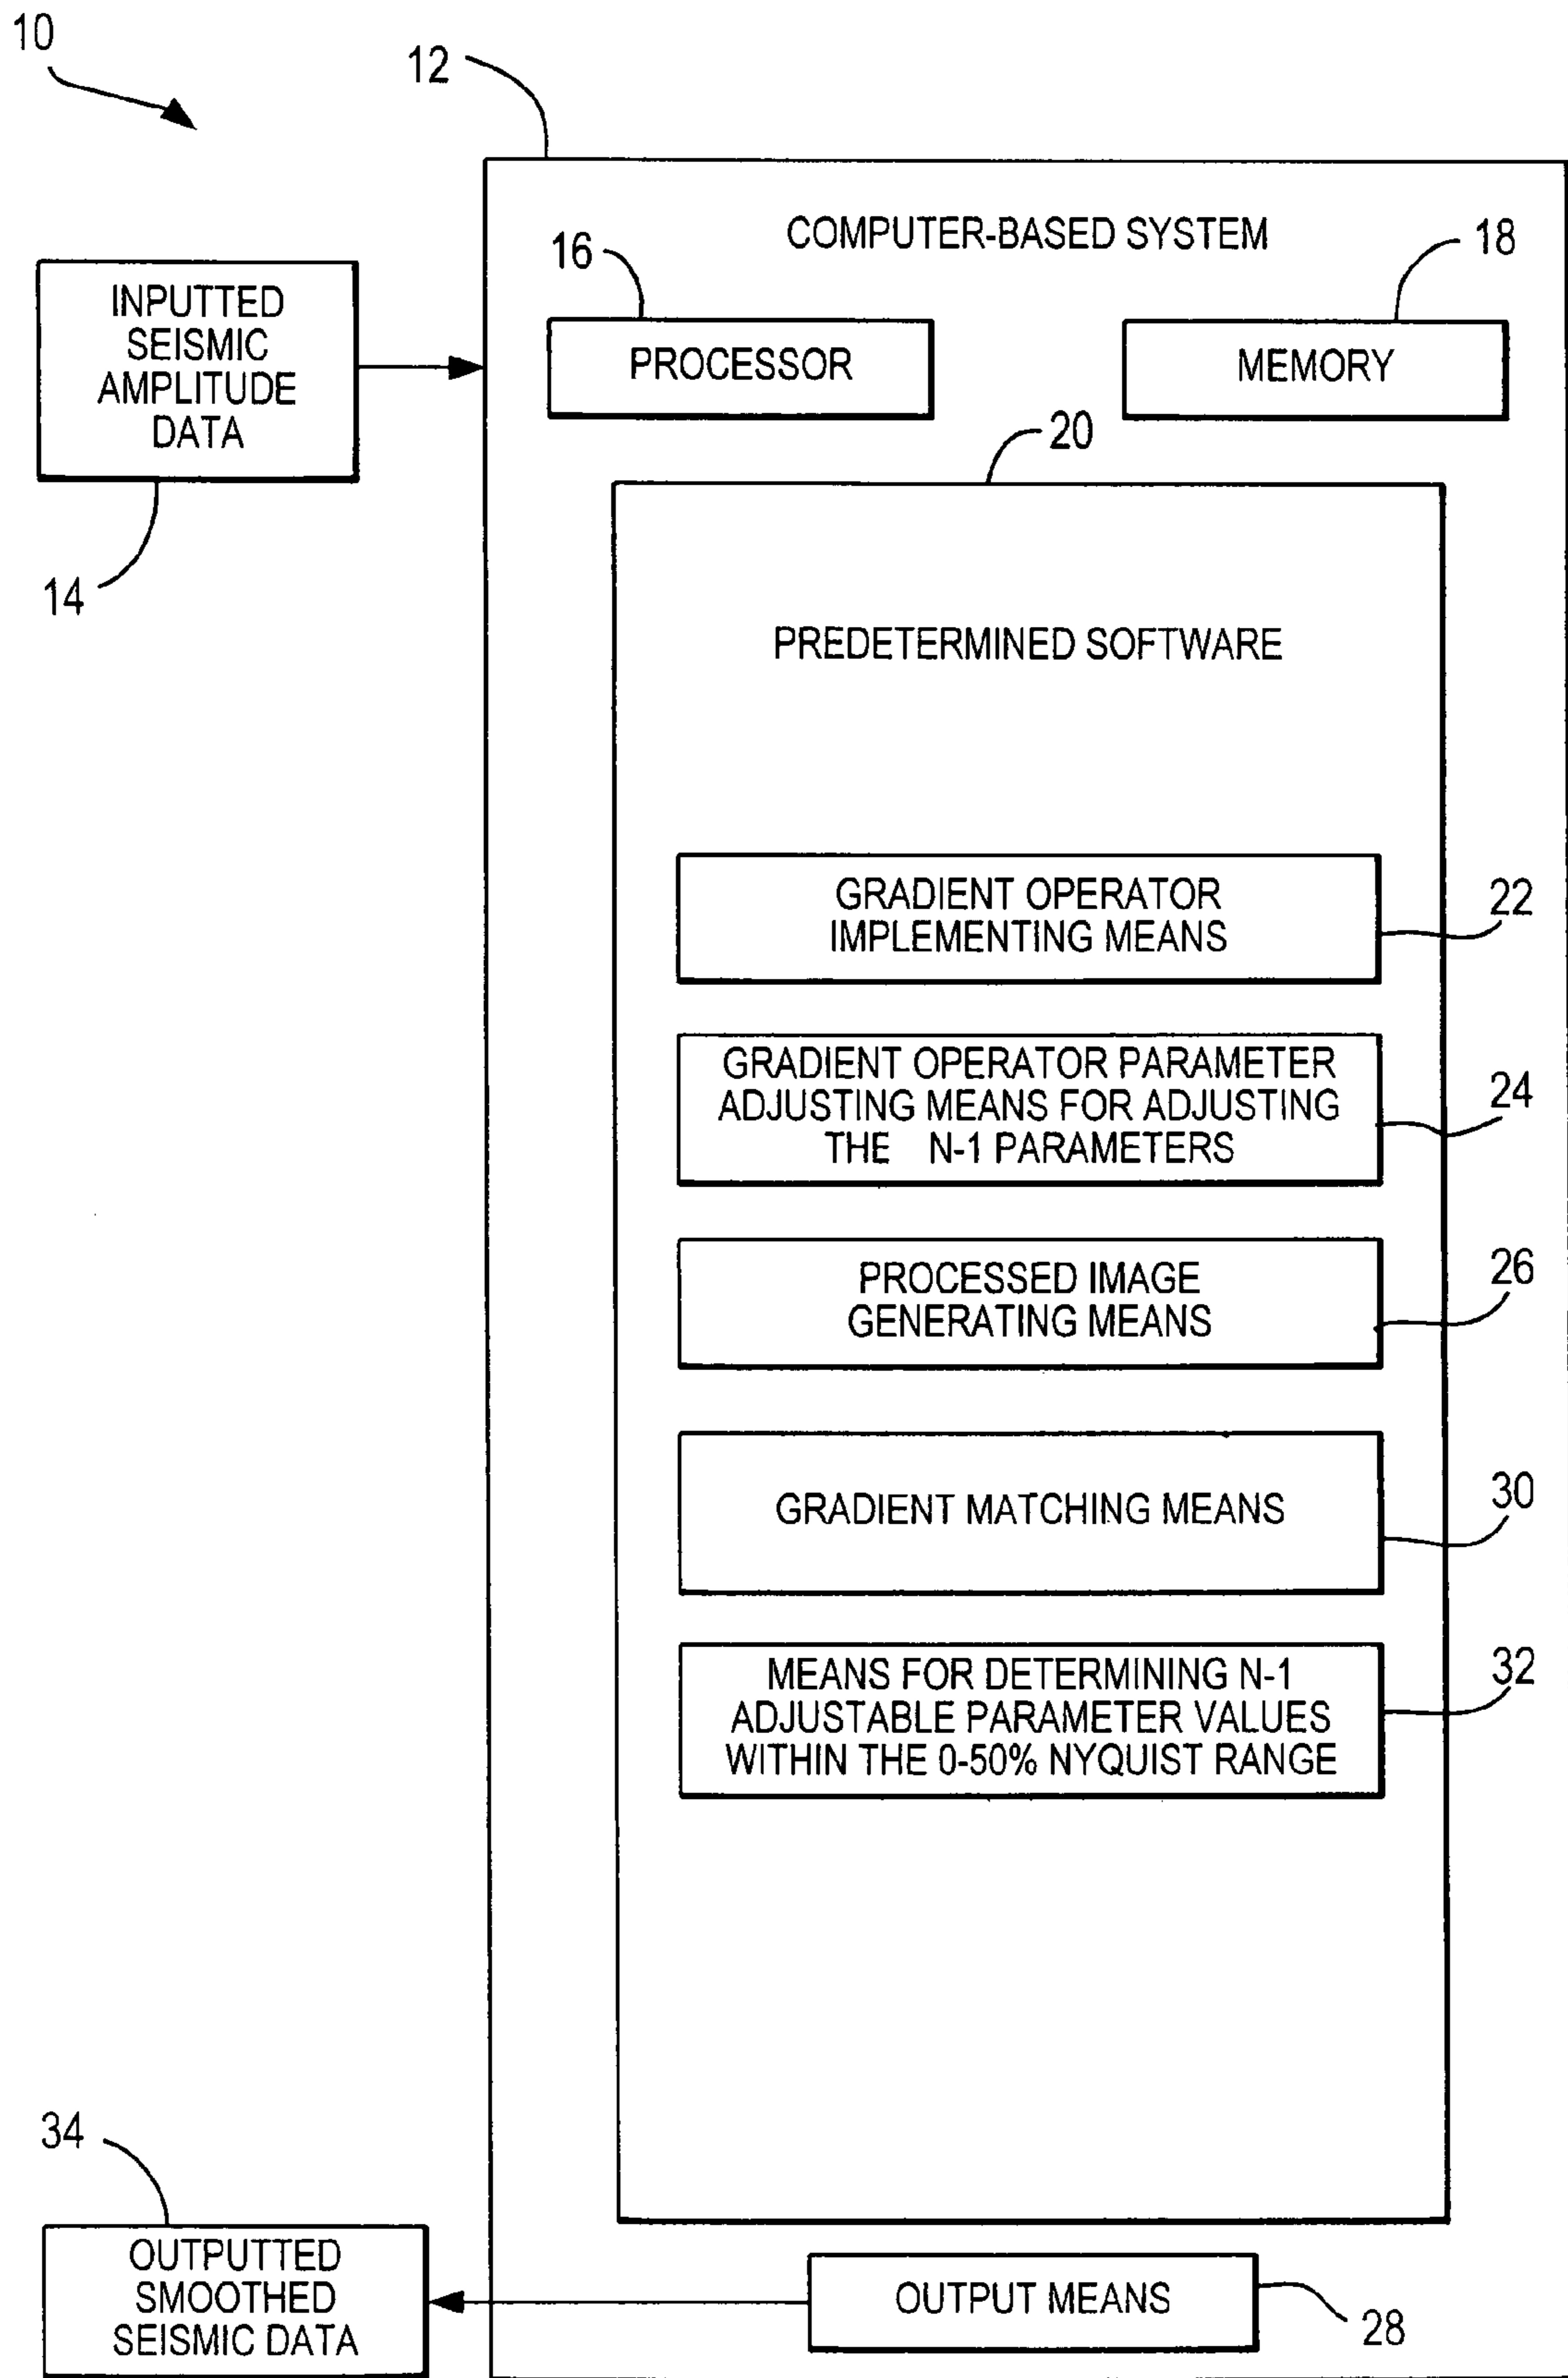 10
12
COMPUTER-BASED SYSTEM
16
18
INPUTTED
SEISMIC
AMPLITUDE
DATA
PROCESSOR
MEMORY
14
20
PREDETERMINED SOFTWARE
GRADIENT OPERATOR
IMPLEMENTING MEANS
22
GRADIENT OPERATOR PARAMETER
ADJUSTING MEANS FOR ADJUSTING
THE N-1 PARAMETERS
24
PROCESSED IMAGE
GENERATING MEANS
26
GRADIENT MATCHING MEANS
30
MEANS FOR DETERMINING N-1
ADJUSTABLE PARAMETER VALUES
WITHIN THE 0-50% NYQUIST RANGE
32
34
OUTPUTTED
SMOOTHED
SEISMIC DATA
OUTPUT MEANS
28